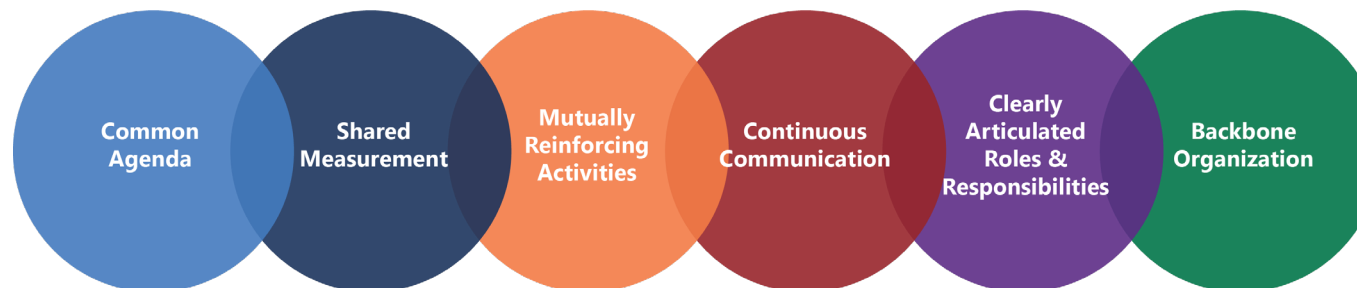 Common
Agenda
Shared
Measurement
Mutually
Reinforcing
Activities
Continuous
Communication
Clearly
Articulated
Roles &
Responsibilities
Backbone
Organization